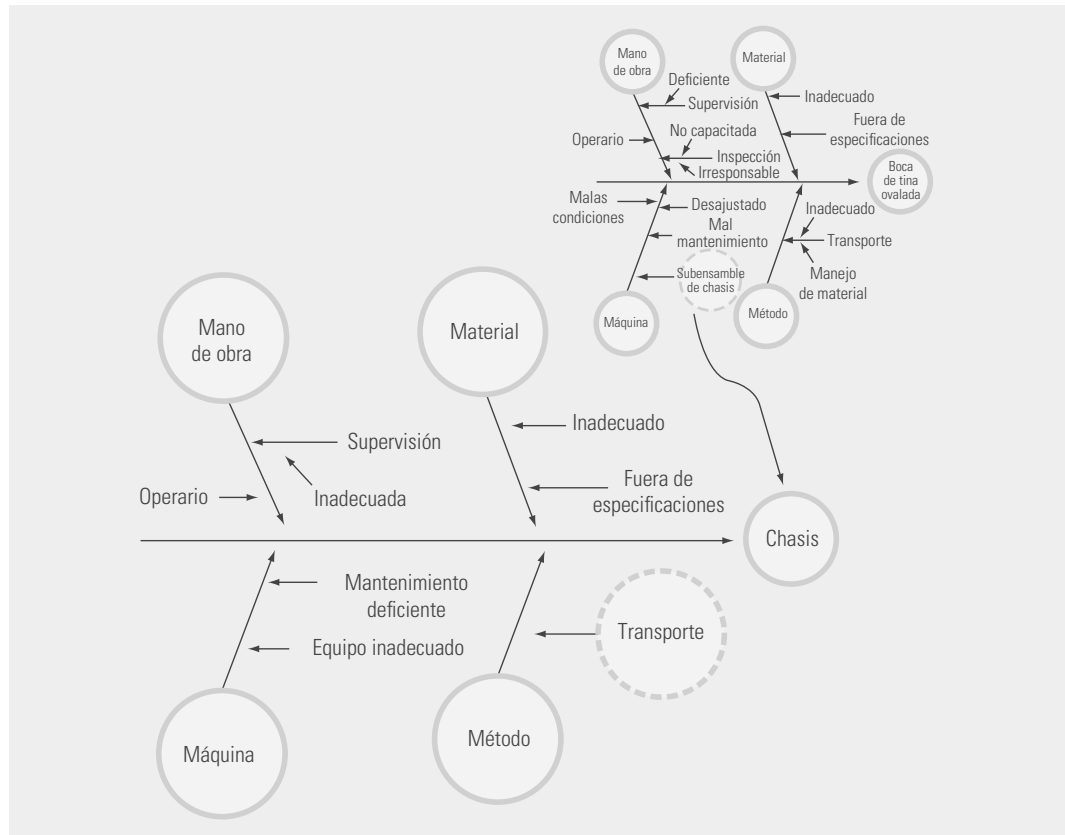 Mano
de obra
Material
Deficiente
Supervisión
Inadecuado
Operario
No capacitada
Fuera de
especificaciones
Inspección
Irresponsable
Boca
de tina
ovalada
Malas
condiciones
Desajustado
Mal
mantenimiento
Inadecuado
Transporte
Manejo
de material
Subensamble
de chasis
Máquina
Método
Mano
de obra
Material
Supervisión
Inadecuado
Operario
Inadecuada
Fuera de
especificaciones
Chasis
Mantenimiento
deficiente
Equipo inadecuado
Transporte
Máquina
Método